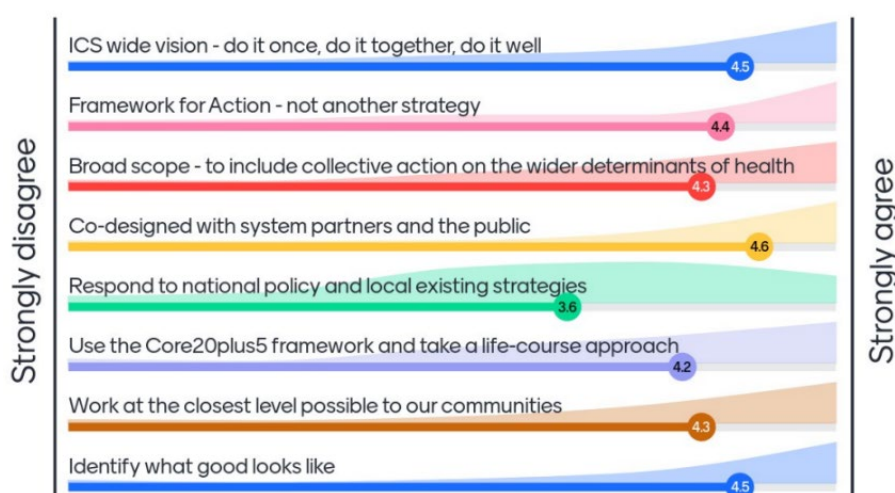 Strongly disagree
ICS wide vision - do it once, do it together, do it well
4.5
Framework for Action - not another strategy
4.4
Broad scope - to include collective action on the wider determinants of health
4.3
Co-designed with system partners and the public
4.6
Respond to national policy and local existing strategies
3.6
Use the Core20plus5 framework and take a life-course approach
4.2
Work at the closest level possible to our communities
4.3
Identify what good looks like
4.5
Strongly agree